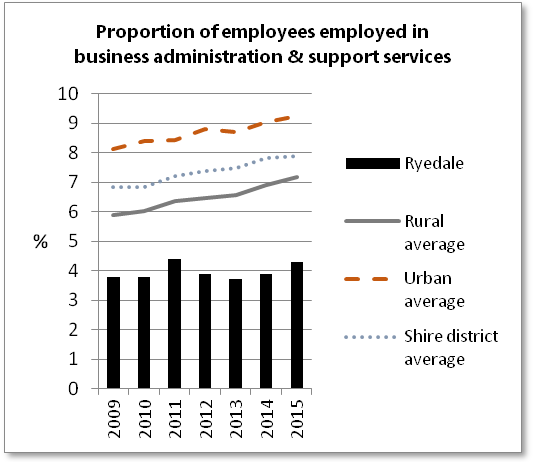 Proportion of employees employed in
business administration & support services
10
9
8
7
6
5
4
3
2
1
0
%
2009
2010
2011
2012
2013
2014
2015
Ryedale
Rural
average
Urban
average
Shire district
average